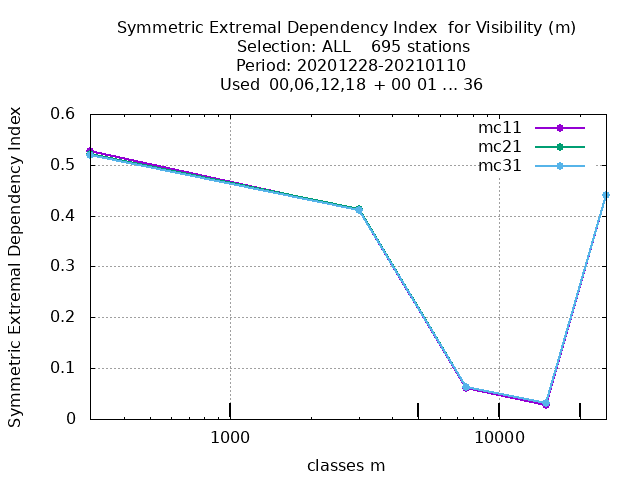 Symmetric Extremal Dependency Index  for Visibility (m)
Selection: ALL    695 stations
Period: 20201228-20210110
Used  00,06,12,18  + 00 01 ... 36
Symmetric Extremal Dependency Index
0.6
0.5
0.4
0.3
0.2
0.1
0
mc11
mc21
mc31
1000
10000
classes m